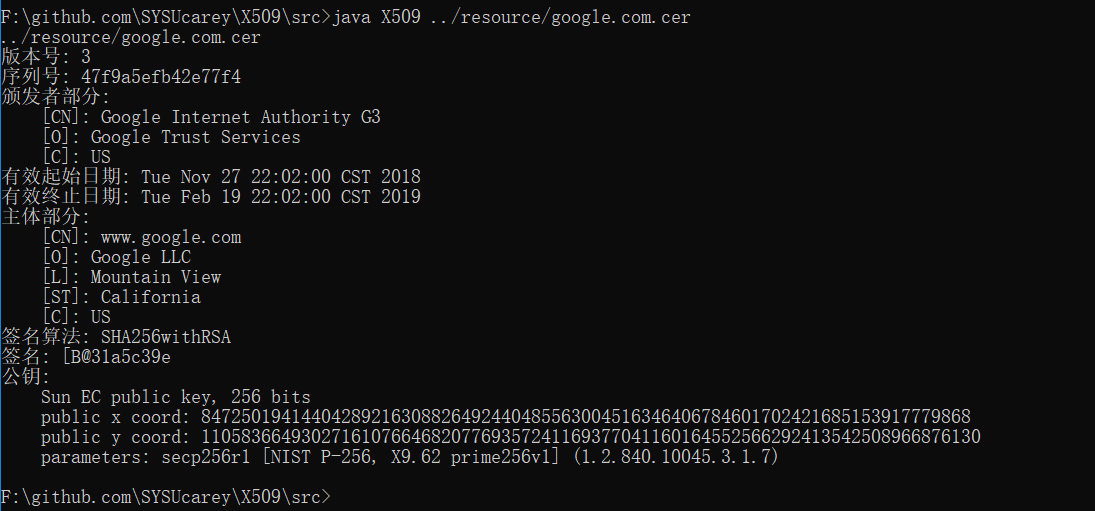 F:\github.com\SYSUcarey\X509\src>java X509 ../resource/google.com.cer
../resource/google.com.cer
版本号: 3
序列号: 47f9a5efb42e77f4
颁发者部分:
[CN]: Google Internet Authority G3
[O]: Google Trust Services
[C]: US
有效起始日期: Tue Nov 27 22:02:00 CST 2018
有效终止日期: Tue Feb 19 22:02:00 CST 2019
主体部分:
[CN]: www.google.com
[O]: Google LLC
[L]: Mountain View
[ST]: California
[C]: US
签名算法: SHA256withRSA
签名: [B@31a5c39e
公钥:
Sun EC public key, 256 bits
public x coord: 84725019414404289216308826492440485563004516346406784601702421685153917779868
public y coord: 110583664930271610766468207769357241169377041160164552566292413542508966876130
parameters: secp256r1 [NIST P-256, X9.62 prime256v1] (1.2.840.10045.3.1.7)
F:\github.com\SYSUcarey\X509\src>